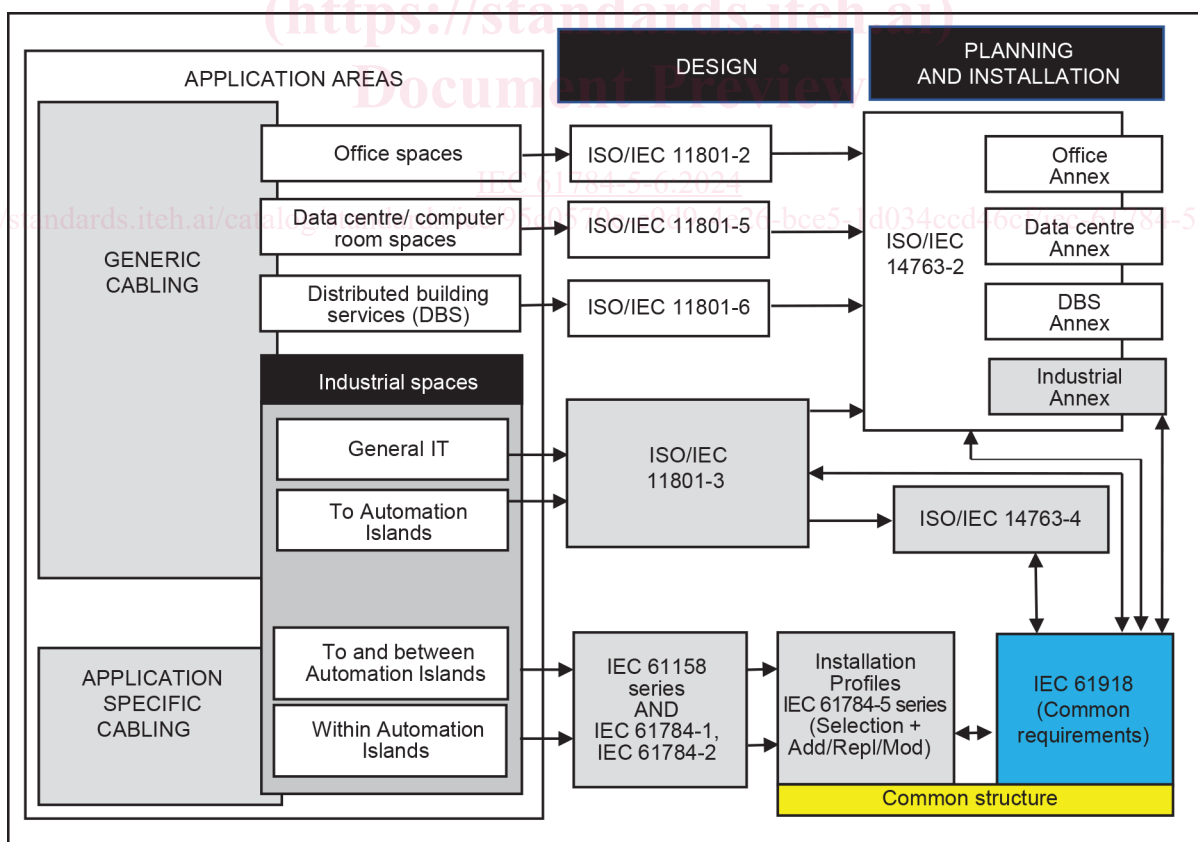 (https://standards.iteh.ai)
Document Preview
IEC 61784-5-6:2024
APPLICATION AREAS
DESIGN
PLANNING
AND INSTALLATION
GENERIC
CABLING
Office spaces
ISO/IEC 11801-2
Data centre/ computer
room spaces
ISO/IEC 11801-5
Distributed building
services (DBS)
ISO/IEC 11801-6
ISO/IEC
14763-2
Office
Annex
Data centre
Annex
DBS
Annex
Industrial
Annex
Industrial spaces
General IT
To Automation
Islands
ISO/IEC
11801-3
ISO/IEC 14763-4
APPLICATION
SPECIFIC
CABLING
To and between
Automation Islands
Within Automation
Islands
IEC 61158
series
AND
IEC 61784-1,
IEC 61784-2
Installation
Profiles
IEC 61784-5 series
(Selection +
Add/Repl/Mod)
IEC 61918
(Common
requirements)
Common structure